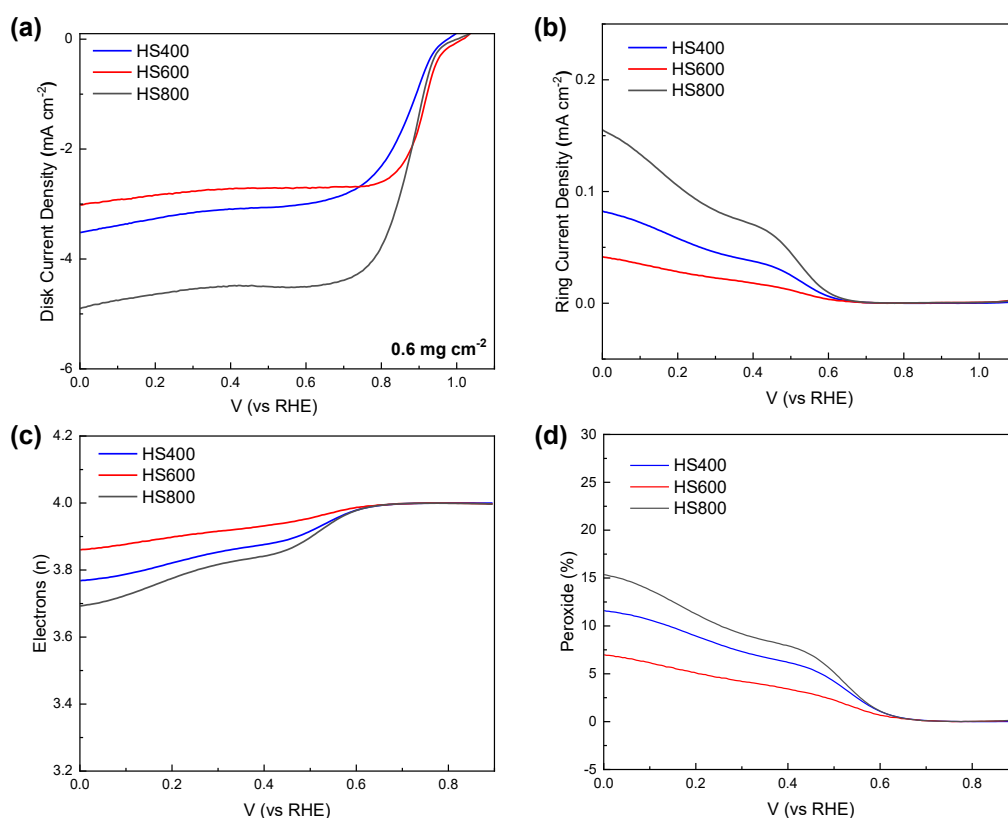 (a)
HS400
HS600
HS800
0
-2
-4
-6
Disk Current Density (mA cm-2)
0.6 mg cm-2
0.0 0.2 0.4 0.6 0.8 1.0
V (vs RHE)
(b)
HS400
HS600
HS800
0.2
0.1
0.0
Ring Current Density (mA cm-2)
0.0 0.2 0.4 0.6 0.8 1.0
V (vs RHE)
(c)
HS400
HS600
HS800
4.2
4.0
3.8
3.6
3.4
3.2
Electrons (n)
0.0 0.2 0.4 0.6 0.8
V (vs RHE)
(d)
HS400
HS600
HS800
30
25
20
15
10
5
0
-5
Peroxide (%)
0.0 0.2 0.4 0.6 0.8
V (vs RHE)